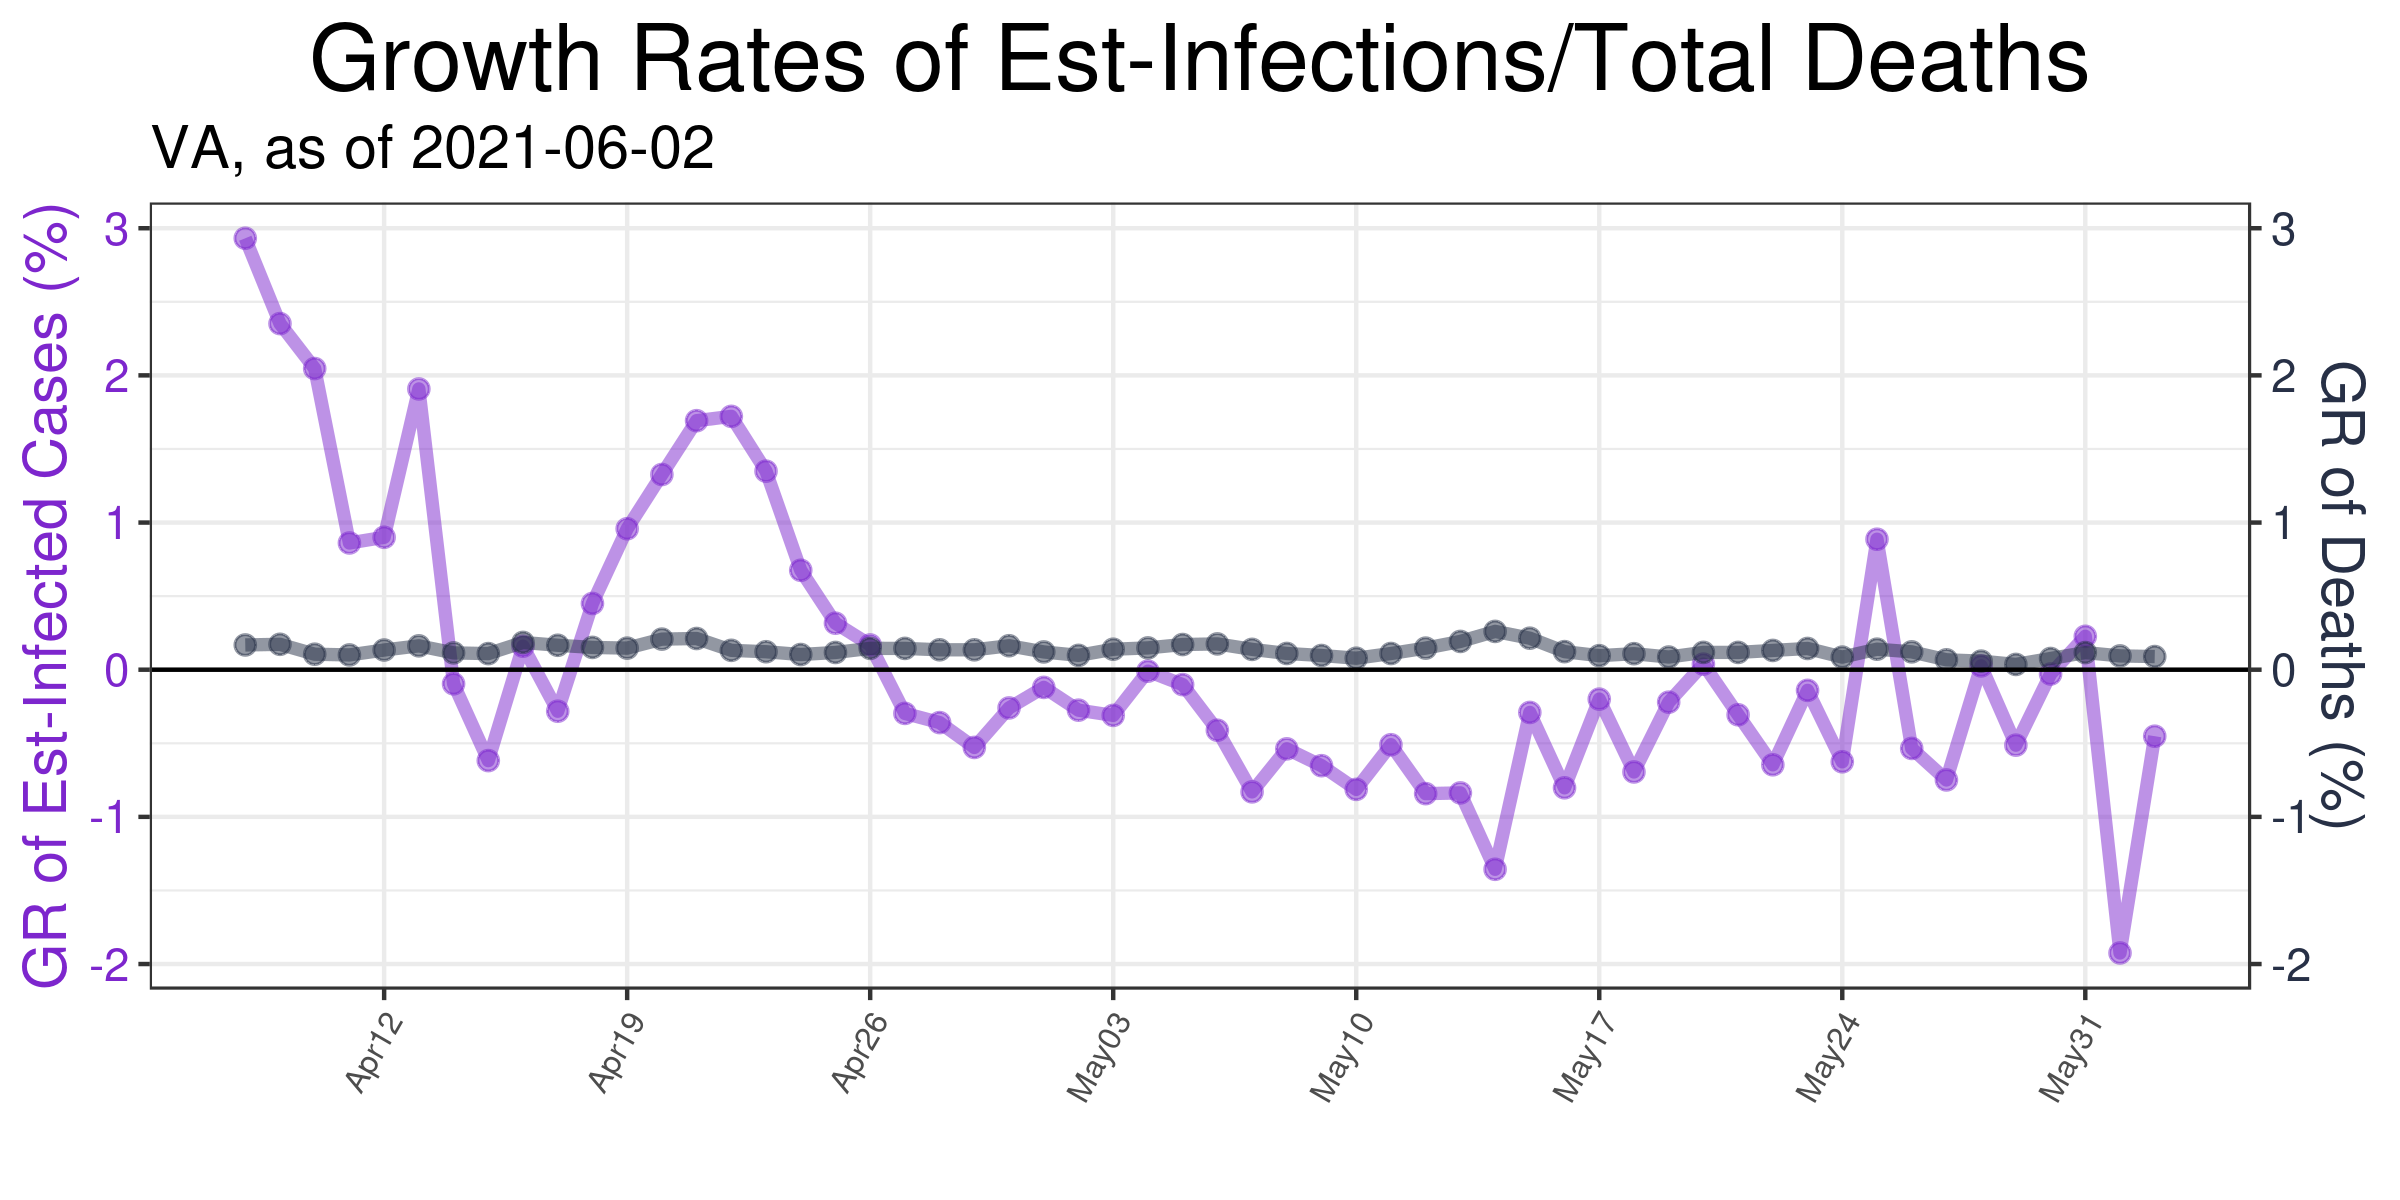 Growth Rates of Est-Infections/Total Deaths
VA, as of 2021-06-02
GR of Est-Infected Cases (%)
3
2
1
0
-1
-2
3
2
1
0
-1
-2
GR of Deaths (%)
Apr12
Apr19
Apr26
May03
May10
May17
May24
May31